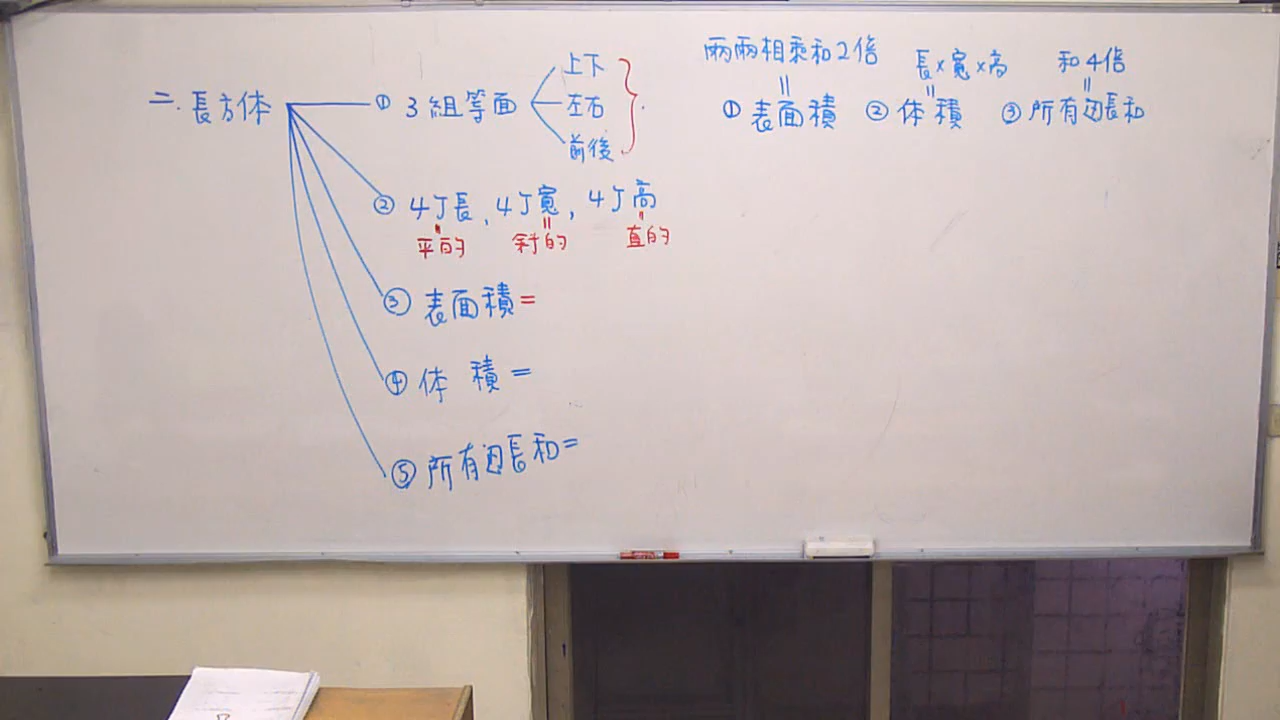 二. 長方体
① 3組等面
上下
左右
前後
② 4丁長, 4丁寬, 4丁高
平的 斜的 直的
③ 表面積=
④ 体 積=
⑤ 所有边長和=
兩兩相乘和2倍 長×寬×高 和4倍
= = =
① 表面積 ② 体積 ③ 所有边長和